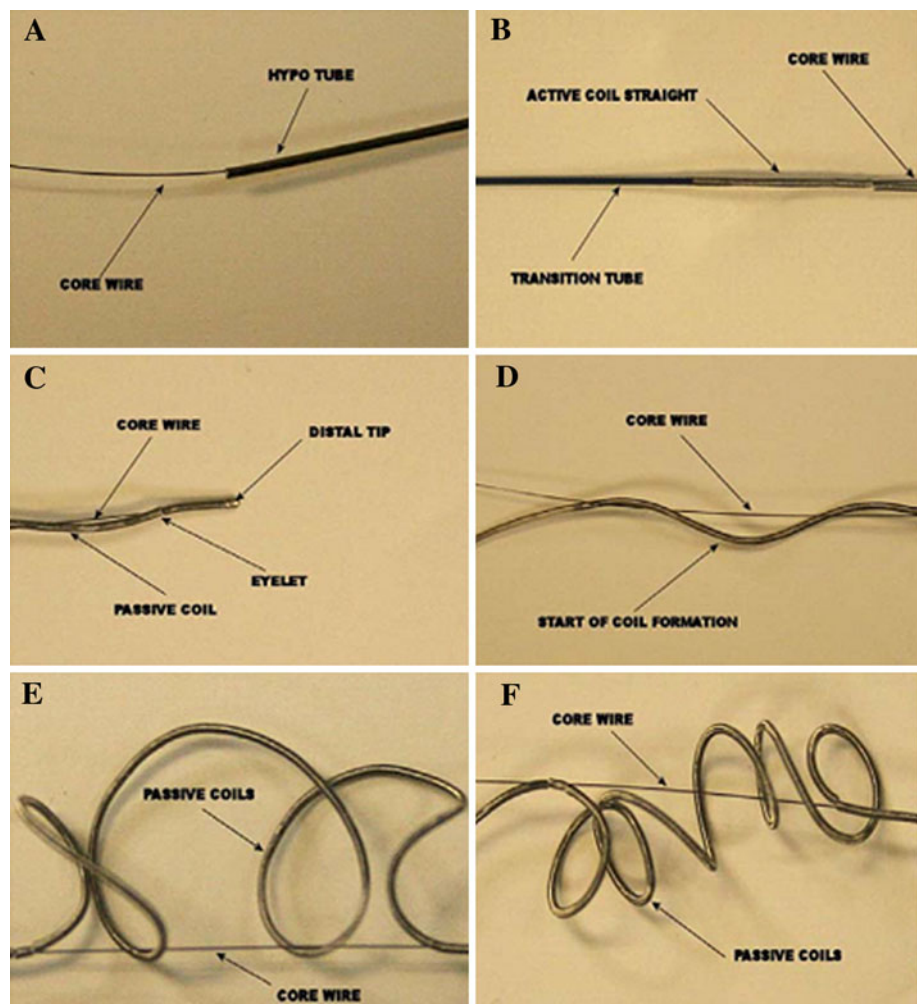 A
HYPO TUBE
CORE WIRE
B
CORE WIRE
ACTIVE COIL STRAIGHT
TRANSITION TUBE
C
CORE WIRE
DISTAL TIP
EYELET
PASSIVE COIL
D
CORE WIRE
START OF COIL FORMATION
E
PASSIVE COILS
CORE WIRE
F
CORE WIRE
PASSIVE COILS